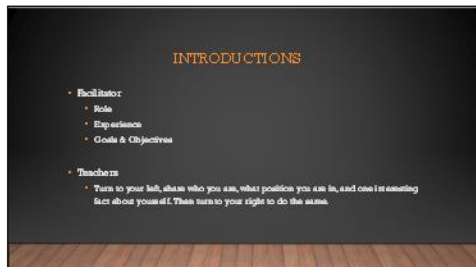 INTRODUCTIONS
• Facilitator
• Role
• Experience
• Goals & Objectives
• Teachers
• Turn to your left, share who you are, what position you are in, and one interesting
fact about yourself. Then turn to your right to do the same.